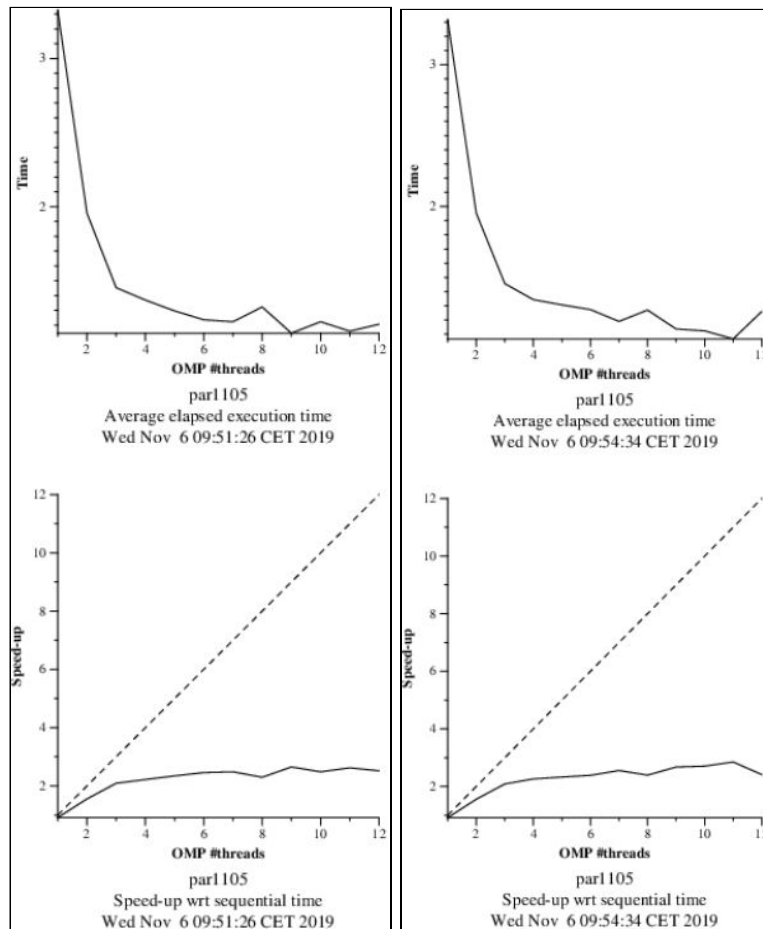 3
2
Time
2
4
6
8
10
12
OMP #threads
par1105
Average elapsed execution time
Wed Nov 6 09:51:26 CET 2019
3
2
Time
2
4
6
8
10
12
OMP #threads
par1105
Average elapsed execution time
Wed Nov 6 09:54:34 CET 2019
12
10
8
6
4
2
Speed-up
2
4
6
8
10
12
OMP #threads
par1105
Speed-up wrt sequential time
Wed Nov 6 09:51:26 CET 2019
12
10
8
6
4
2
Speed-up
2
4
6
8
10
12
OMP #threads
par1105
Speed-up wrt sequential time
Wed Nov 6 09:54:34 CET 2019